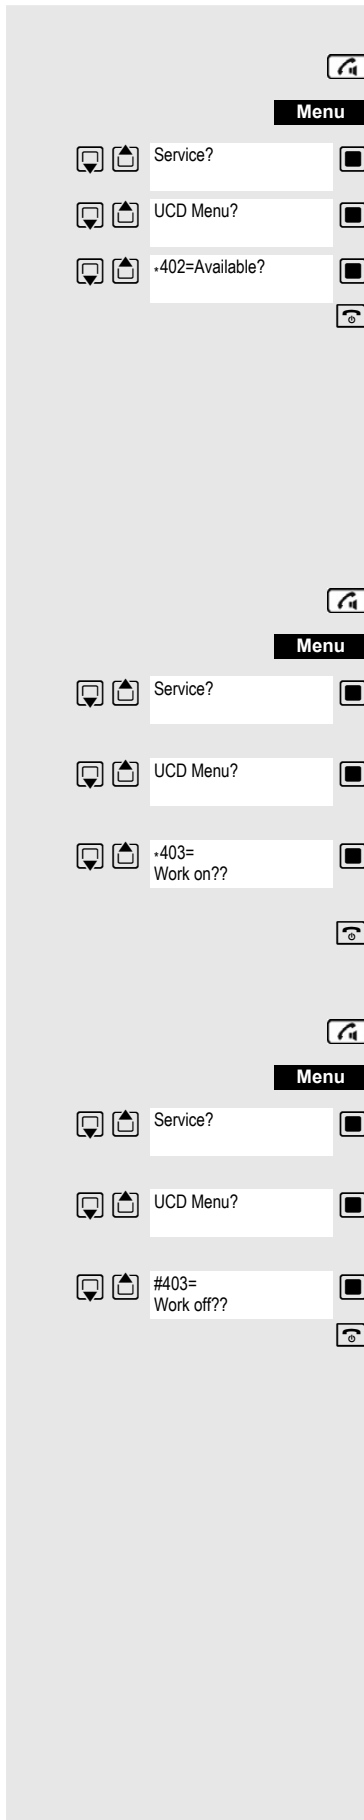 Menu
Service?
UCD Menu?
*402=Available?
Menu
Service?
UCD Menu?
*403=
Work on??
Menu
Service?
UCD Menu?
#403=
Work off??